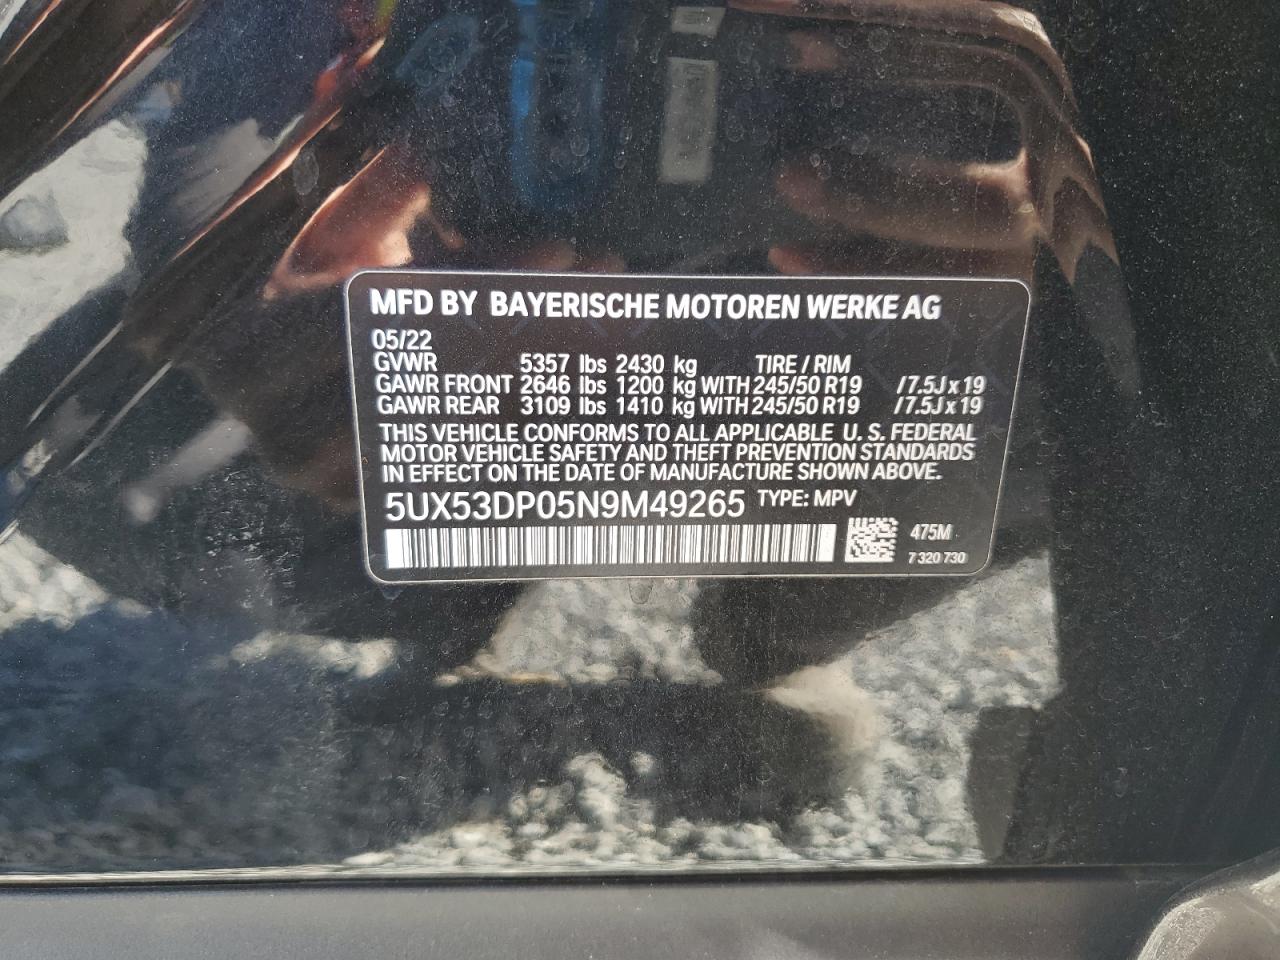 MFD BY BAYERISCHE MOTOREN WERKE AG
05/22
GVWR 5357 lbs 2430 kg TIRE / RIM
GAWR FRONT 2646 lbs 1200 kg WITH 245/50 R19 /7.5J x 19
GAWR REAR 3109 lbs 1410 kg WITH 245/50 R19 /7.5J x 19
THIS VEHICLE CONFORMS TO ALL APPLICABLE U. S. FEDERAL
MOTOR VEHICLE SAFETY AND THEFT PREVENTION STANDARDS
IN EFFECT ON THE DATE OF MANUFACTURE SHOWN ABOVE.
5UX53DP05N9M49265 TYPE: MPV
475M
7 320 730